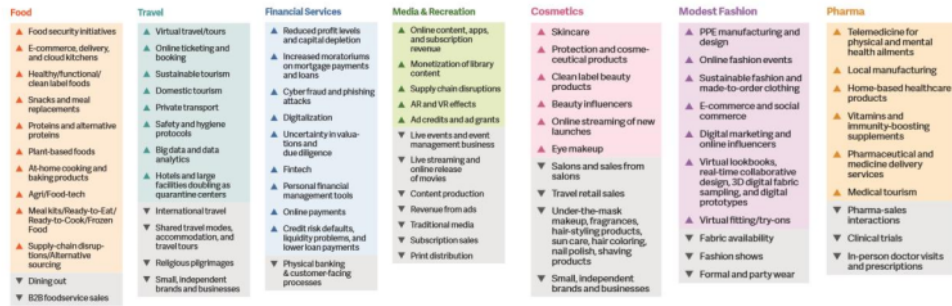 Food
▲ Food security initiatives
▲ E-commerce, delivery,
and cloud kitchens
▲ Healthy/functional/
clean label foods
▲ Snacks and meal
replacements
▲ Proteins and alternative
proteins
▲ Plant-based foods
▲ At-home cooking and
baking products
▲ Agri/Food-tech
▲ Meal kits/Ready-to-Eat/
Ready-to-Cook/Frozen
Food
▲ Supply-chain disrup-
tions/Alternative
sourcing
▼ Dining out
▼ B2B foodservice sales
Travel
▲ Virtual travel/tours
▲ Online ticketing and
booking
▲ Sustainable tourism
▲ Domestic tourism
▲ Private transport
▲ Safety and hygiene
protocols
▲ Big data and data
analytics
▲ Hotels and large
facilities doubling as
quarantine centers
▼ International travel
▼ Shared travel modes,
accommodation, and
travel tours
▼ Religious pilgrimages
▼ Small, independent
brands and businesses
Financial Services
▲ Reduced profit levels
and capital depletion
▲ Increased moratoriums
on mortgage payments
and loans
▲ Cyber fraud and phishing
attacks
▲ Digitalization
▲ Uncertainty in valua-
tions and
due diligence
▲ Fintech
▲ Personal financial
management tools
▲ Online payments
▲ Credit risk defaults,
liquidity problems, and
lower loan payments
▼ Physical banking
& customer-facing
processes
Media & Recreation
▲ Online content, apps,
and subscription
revenue
▲ Monetization of library
content
▲ Supply chain disruptions
▲ AR and VR effects
▲ Ad credits and ad grants
▼ Live events and event
management business
▼ Live streaming and
online release
of movies
▼ Content production
▼ Revenue from ads
▼ Traditional media
▼ Subscription sales
▼ Print distribution
Cosmetics
▲ Skincare
▲ Protection and cosme-
ceutical products
▲ Clean label beauty
products
▲ Beauty influencers
▲ Online streaming of new
launches
▲ Eye makeup
▼ Salons and sales from
salons
▼ Travel retail sales
▼ Under-the-mask
makeup, fragrances,
hair-styling products,
sun care, hair coloring,
nail polish, shaving
products
▼ Small, independent
brands and businesses
Modest Fashion
▲ PPE manufacturing and
design
▲ Online fashion events
▲ Sustainable fashion and
made-to-order clothing
▲ E-commerce and social
commerce
▲ Digital marketing and
online influencers
▲ Virtual lookbooks,
real-time collaborative
design, 3D digital fabric
sampling, and digital
prototypes
▲ Virtual fitting/try-ons
▼ Fabric availability
▼ Fashion shows
▼ Formal and party wear
Pharma
▲ Telemedicine for
physical and mental
health ailments
▲ Local manufacturing
▲ Home-based healthcare
products
▲ Vitamins and
immunity-boosting
supplements
▲ Pharmaceutical and
medicine delivery
services
▲ Medical tourism
▼ Pharma-sales
interactions
▼ Clinical trials
▼ In-person doctor visits
and prescriptions